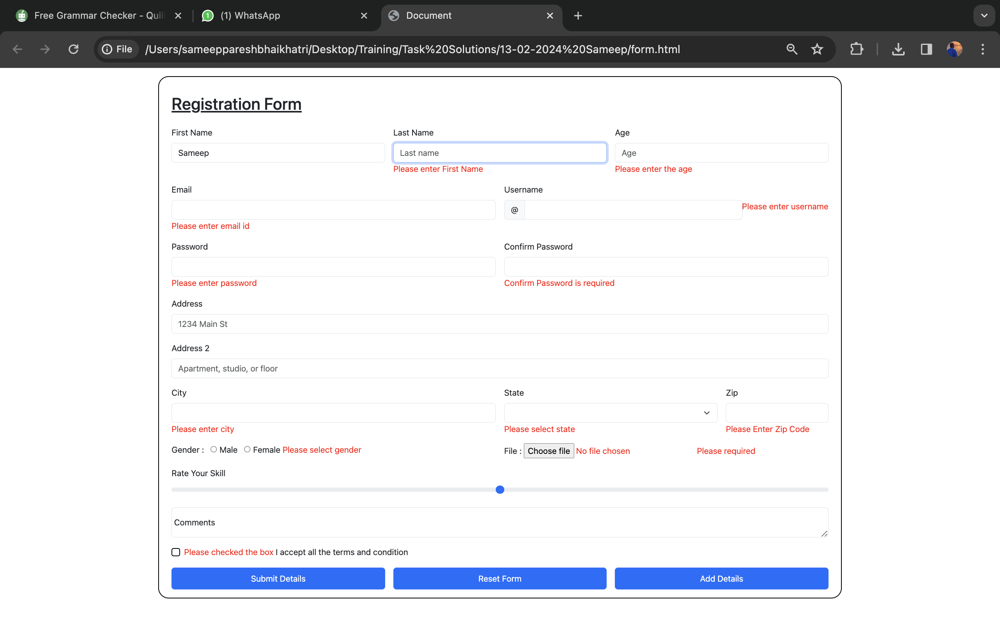 Free Grammar Checker - Quil
1
(1) WhatsApp
Document
File
/Users/sameeppareshbhaikhatri/Desktop/Training/Task%20Solutions/13-02-2024%20Sameep/form.html
Registration Form
First Name Last Name Age
Sameep Last name Age
Please enter First Name Please enter the age
Email Username
@ Please enter username
Please enter email id
Password Confirm Password
Please enter password Confirm Password is required
Address
1234 Main St
Address 2
Apartment, studio, or floor
City State Zip
Please enter city Please select state Please Enter Zip Code
Gender : Male Female Please select gender File : Choose file No file chosen Please required
Rate Your Skill
Comments
Please checked the box I accept all the terms and condition
Submit Details Reset Form Add Details